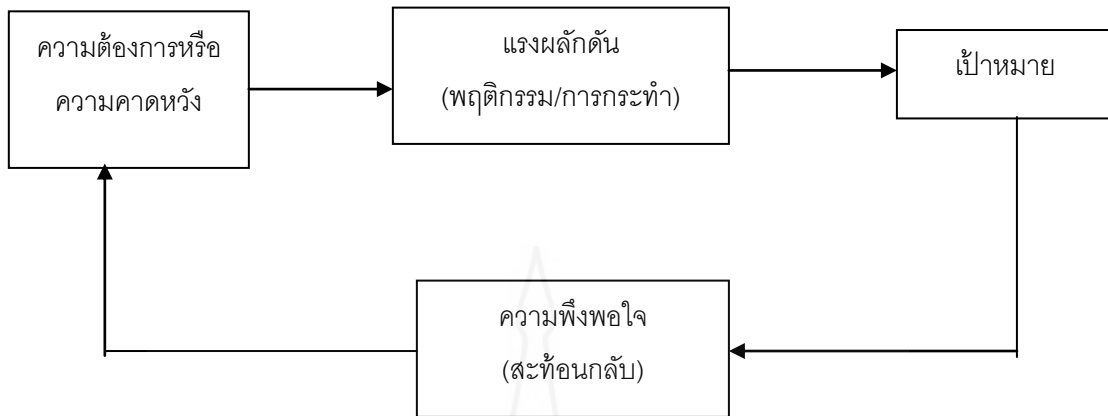 ความต้องการหรือ
ความคาดหวัง
แรงผลักดัน
(พฤติกรรม/การกระทำ)
เป้าหมาย
ความพึงพอใจ
(สะท้อนกลับ)